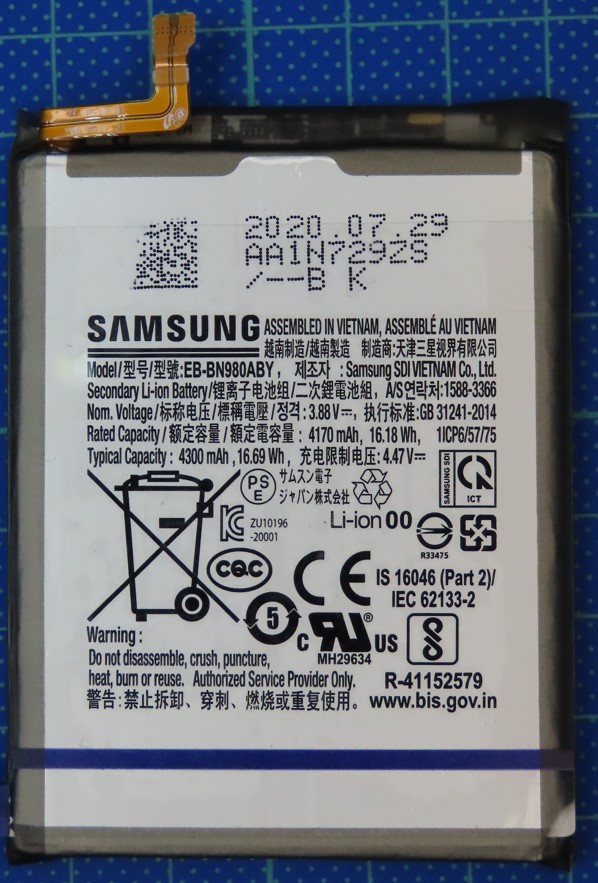 2020.07.29
AA1N729ZS
/--B K
SAMSUNG ASSEMBLED IN VIETNAM, ASSEMBLÉ AU VIETNAM
越南制造/越南製造 制造商:天津三星视界有限公司
Model/型号/型號:EB-BN980ABY, 제조자 : Samsung SDI VIETNAM Co., Ltd.
Secondary Li-ion Battery/锂离子电池组/二次鋰電池組, A/S연락처:1588-3366
Nom. Voltage/标称电压/標稱電壓/정격 : 3.88 V⎓, 执行标准:GB 31241-2014
Rated Capacity / 额定容量 / 額定電容量 : 4170 mAh, 16.18 Wh, 1ICP6/57/75
Typical Capacity : 4300 mAh, 16.69 Wh, 充电限制电压: 4.47 V⎓
PS
E
サムスン電子
ジャパン株式会社
SAMSUNG SDI
ICT
ZU10196
-20001
Li-ion 00
R33475
CQC
CE
IS 16046 (Part 2)/
IEC 62133-2
5
C RU® US
MH29634
Warning :
Do not disassemble, crush, puncture,
heat, burn or reuse. Authorized Service Provider Only.
R-41152579
警告: 禁止拆卸、穿刺、燃烧或重复使用。
www.bis.gov.in